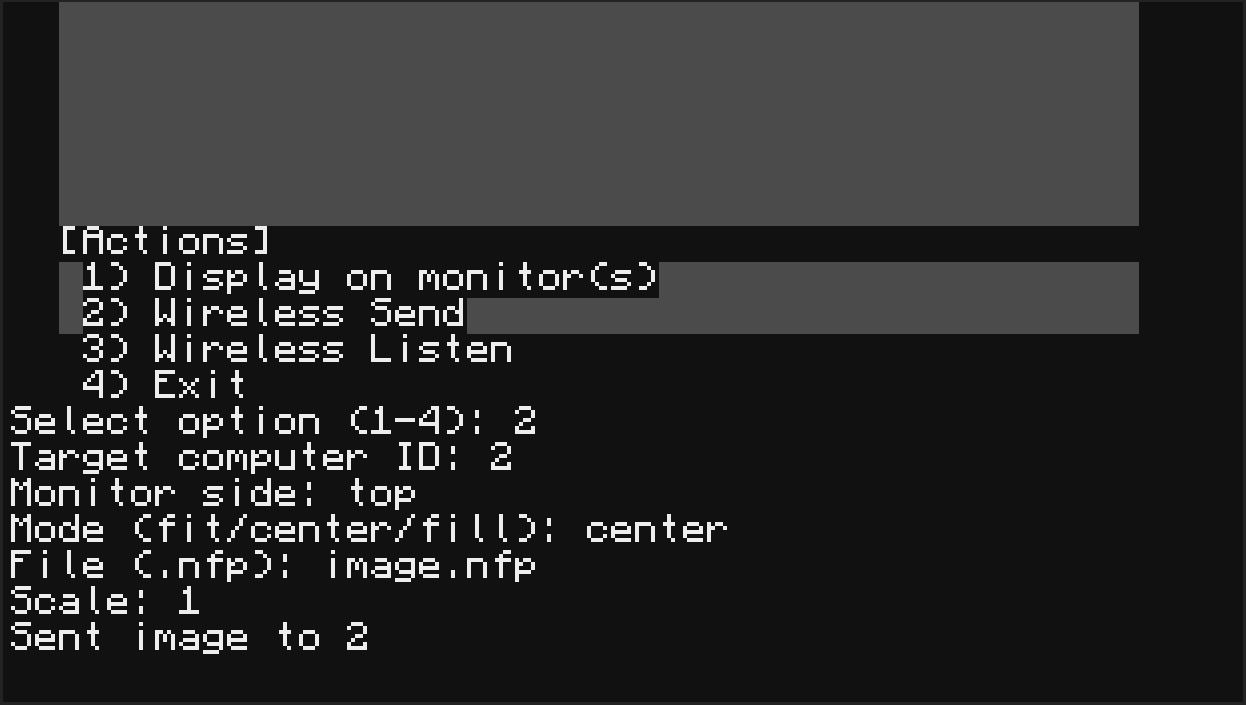 [Actions]
1) Display on monitor(s)
2) Wireless Send
3) Wireless Listen
4) Exit
Select option (1-4): 2
Target computer ID: 2
Monitor side: top
Mode (fit/center/fill): center
File (.nfp): image.nfp
Scale: 1
Sent image to 2